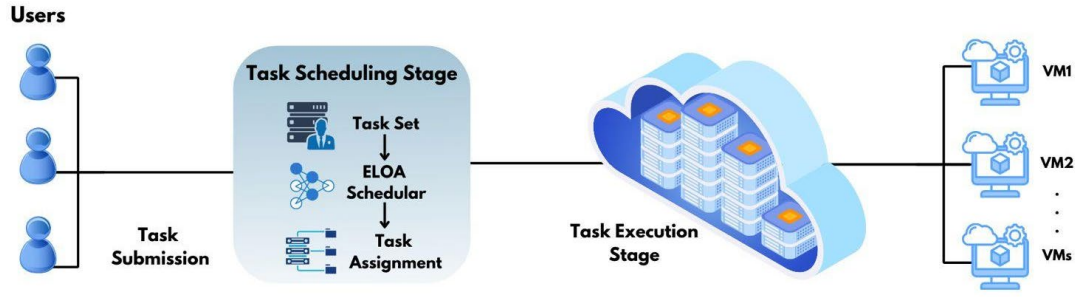 Users
Task
Submission
Task Scheduling Stage
Task Set
ELOA
Schedular
Task
Assignment
Task Execution
Stage
VM1
VM2
.
.
.
VMs